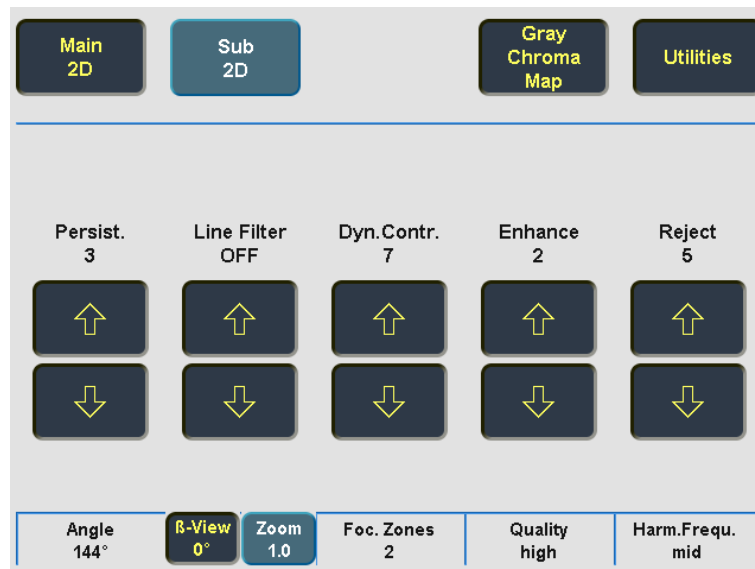 Main
2D
Sub
2D
Gray
Chroma
Map
Utilities
Persist.
3
Line Filter
OFF
Dyn.Contr.
7
Enhance
2
Reject
5
Angle
144°
ß-View
0°
Zoom
1.0
Foc. Zones
2
Quality
high
Harm.Frequ.
mid